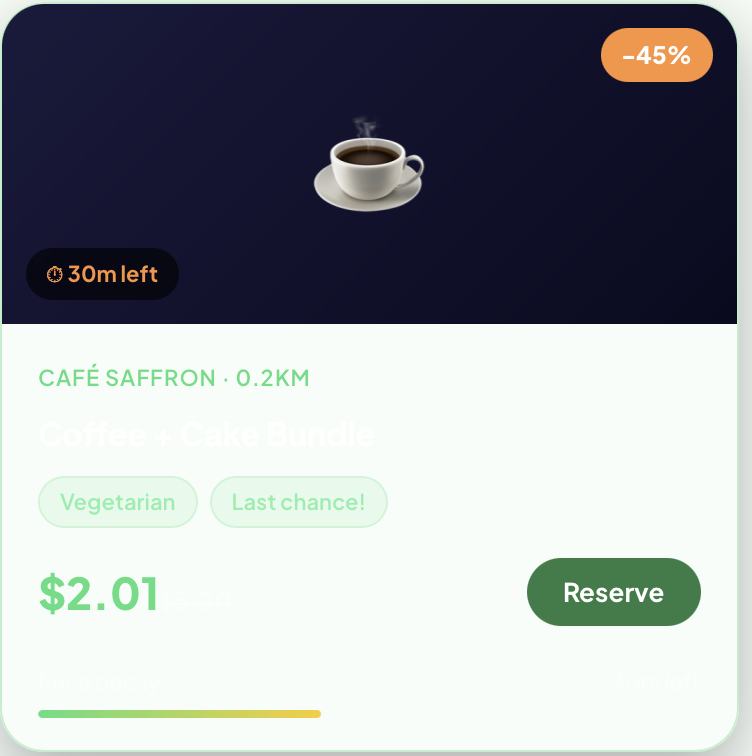 -45%
⏱ 30m left
CAFÉ SAFFRON · 0.2KM
Coffee + Cake Bundle
Vegetarian
Last chance!
$2.01
Reserve